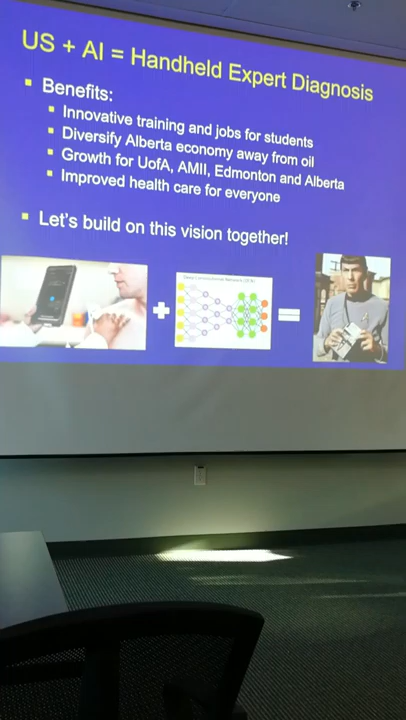 US + AI = Handheld Expert Diagnosis
Benefits:
Innovative training and jobs for students
Diversify Alberta economy away from oil
Growth for UofA, AMII, Edmonton and Alberta
Improved health care for everyone
Let's build on this vision together!